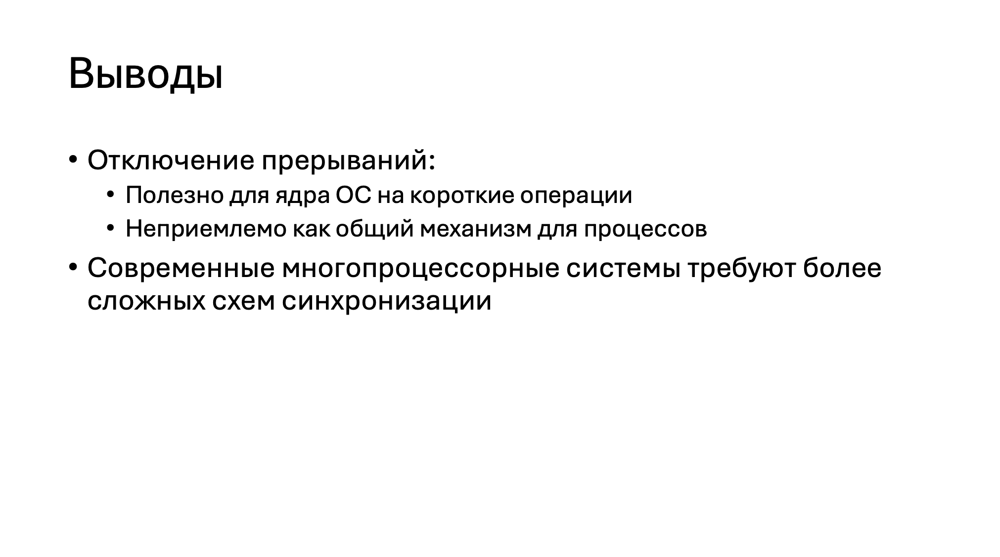 Выводы
• Отключение прерываний:
• Полезно для ядра ОС на короткие операции
• Неприемлемо как общий механизм для процессов
• Современные многопроцессорные системы требуют более
сложных схем синхронизации